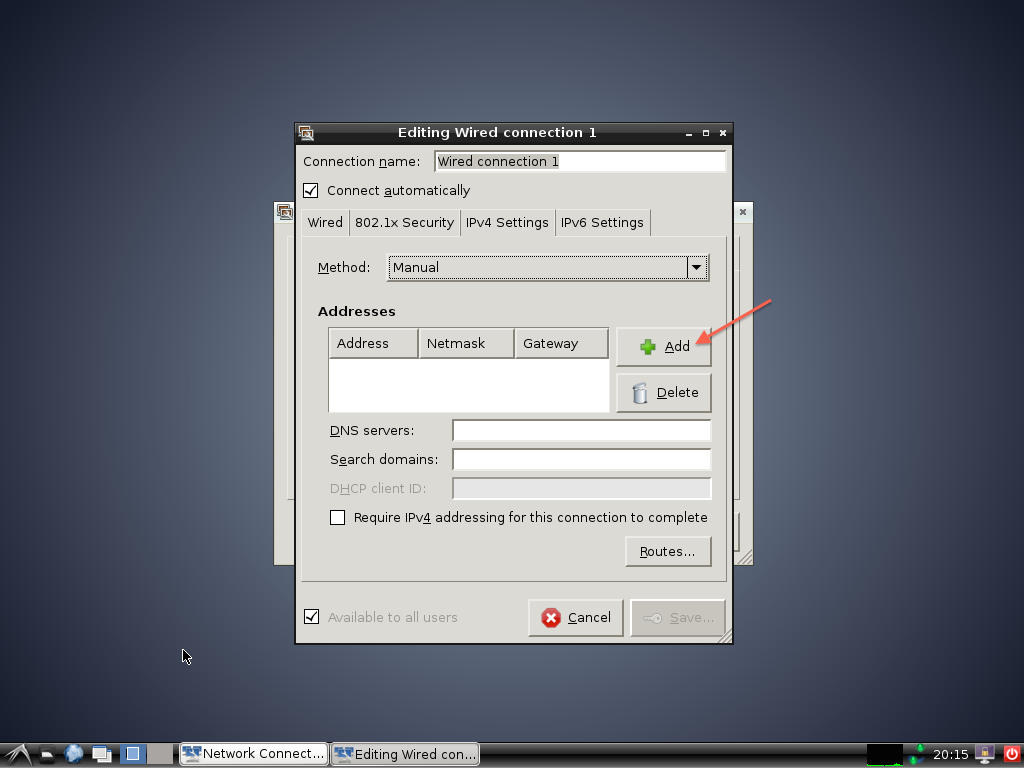 Editing Wired connection 1
Connection name: Wired connection 1
Connect automatically
Wired 802.1x Security IPv4 Settings IPv6 Settings
Method: Manual
Addresses
Address Netmask Gateway
Add
Delete
DNS servers:
Search domains:
DHCP client ID:
Require IPv4 addressing for this connection to complete
Routes...
Available to all users Cancel Save...
Network Connect... Editing Wired con... 20:15